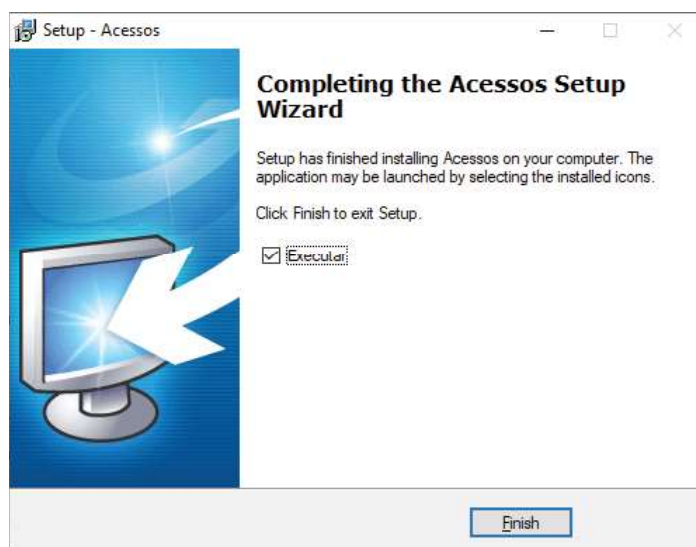 Setup - Acessos
Completing the Acessos Setup
Wizard
Setup has finished installing Acessos on your computer. The
application may be launched by selecting the installed icons.
Click Finish to exit Setup.
Executar
Finish